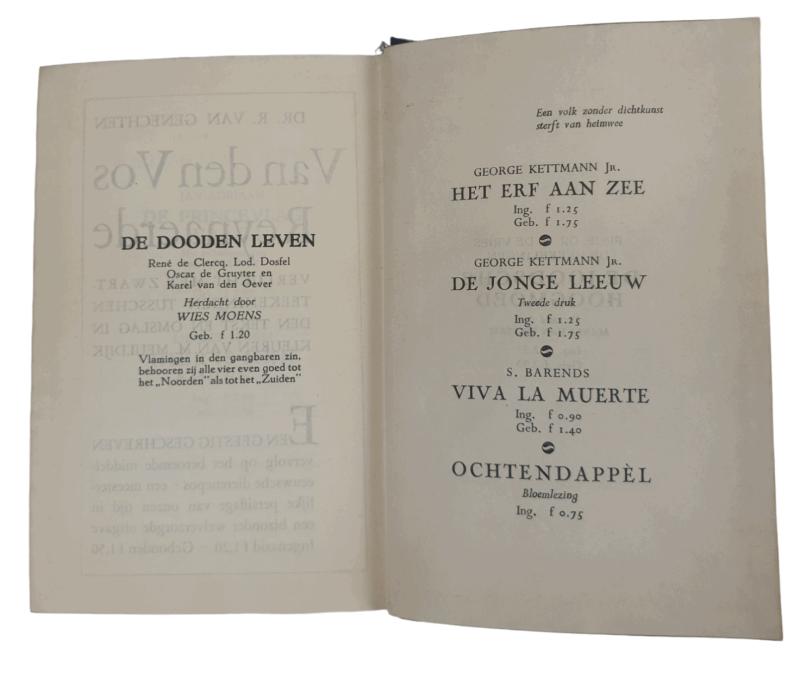 DE DOODEN LEVEN
René de Clercq, Lod. Dosfel
Oscar de Gruyter en
Karel van den Oever
Herdacht door
WIES MOENS
Geb. f 1.20
Vlamingen in den gangbaren zin,
behooren zij alle vier even goed tot
het „Noorden" als tot het „Zuiden"
Een volk zonder dichtkunst
sterft van heimwee
GEORGE KETTMANN Jr.
HET ERF AAN ZEE
Ing. f 1.25
Geb. f 1.75
GEORGE KETTMANN Jr.
DE JONGE LEEUW
Tweede druk
Ing. f 1.25
Geb. f 1.75
S. BARENDS
VIVA LA MUERTE
Ing. f 0.90
Geb. f 1.40
OCHTENDAPPÈL
Bloemlezing
Ing. f 0.75